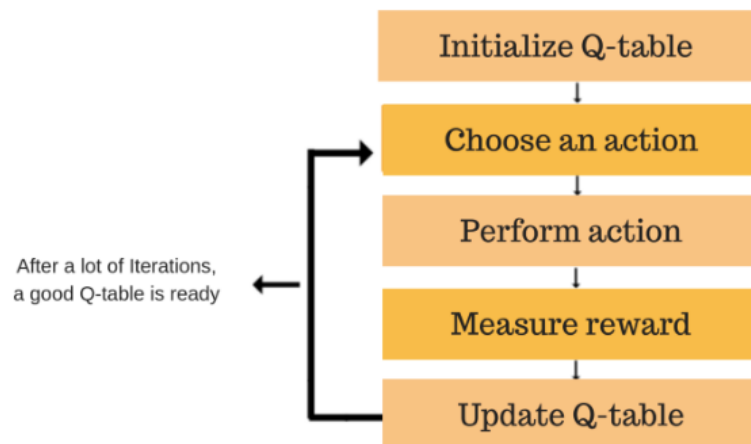 Initialize Q-table
Choose an action
Perform action
After a lot of Iterations,
a good Q-table is ready
Measure reward
Update Q-table